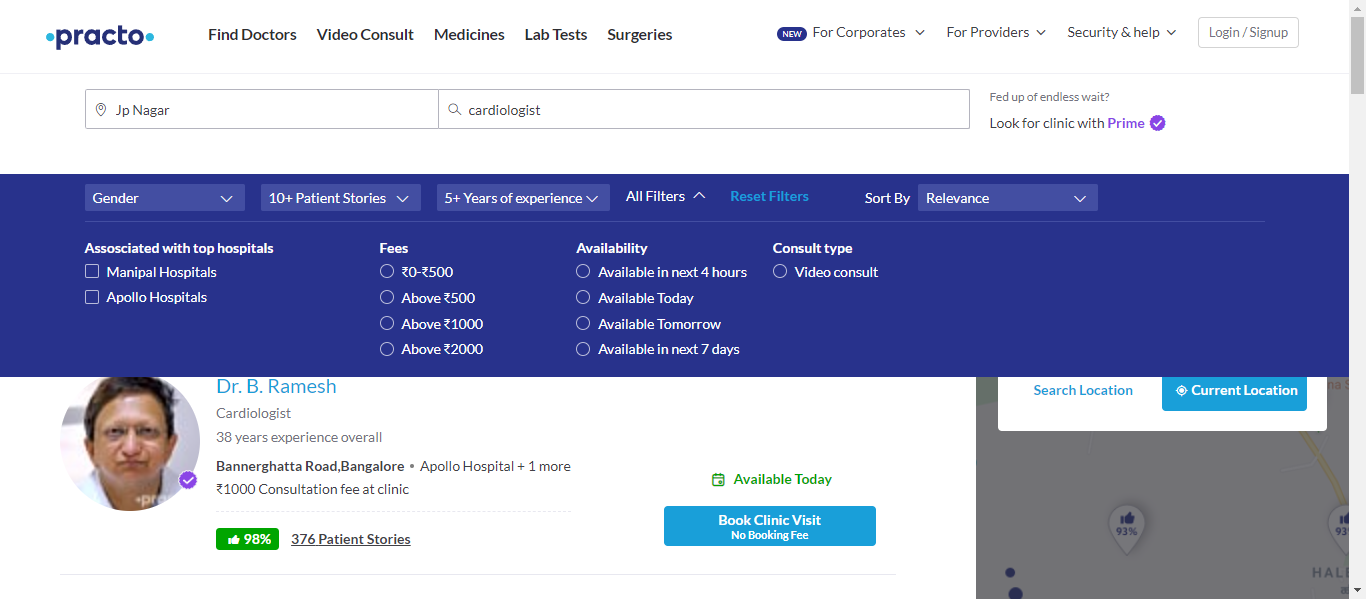 practo
Find Doctors Video Consult Medicines Lab Tests Surgeries
NEW For Corporates For Providers Security & help Login / Signup
Jp Nagar cardiologist
Fed up of endless wait?
Look for clinic with Prime
Gender 10+ Patient Stories 5+ Years of experience All Filters Reset Filters Sort By Relevance
Assosciated with top hospitals
Manipal Hospitals
Apollo Hospitals
Fees
₹0-₹500
Above ₹500
Above ₹1000
Above ₹2000
Availability
Available in next 4 hours
Available Today
Available Tomorrow
Available in next 7 days
Consult type
Video consult
Dr. B. Ramesh
Cardiologist
38 years experience overall
Bannerghatta Road,Bangalore • Apollo Hospital + 1 more
₹1000 Consultation fee at clinic
98% 376 Patient Stories
Available Today
Book Clinic Visit
No Booking Fee
Search Location Current Location
93%
93
HAL